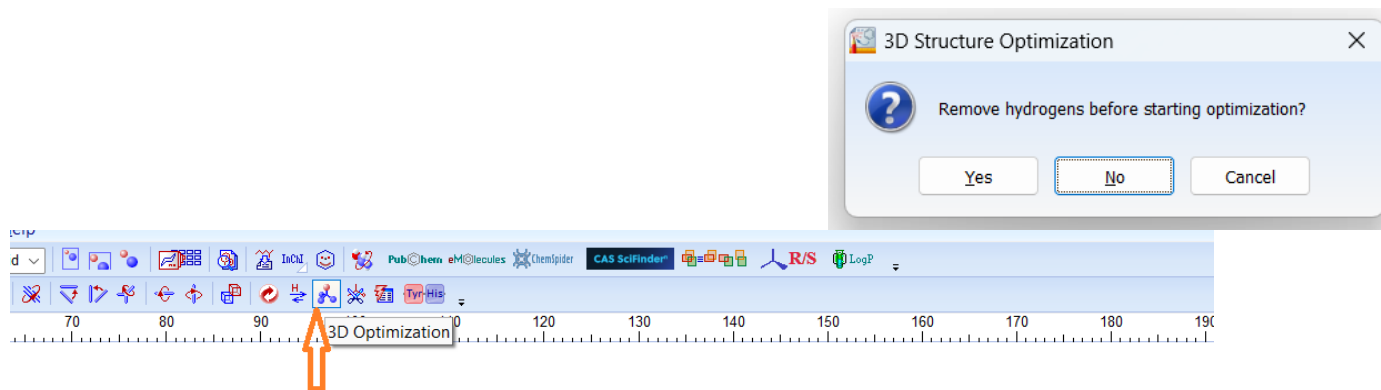 3D Structure Optimization
Remove hydrogens before starting optimization?
Yes No Cancel
d InChI PubChem eMolecules ChemSpider CAS SciFinder R/S LogP
H Tyr His
70 80 90 120 130 140 150 160 170 180 190
3D Optimization